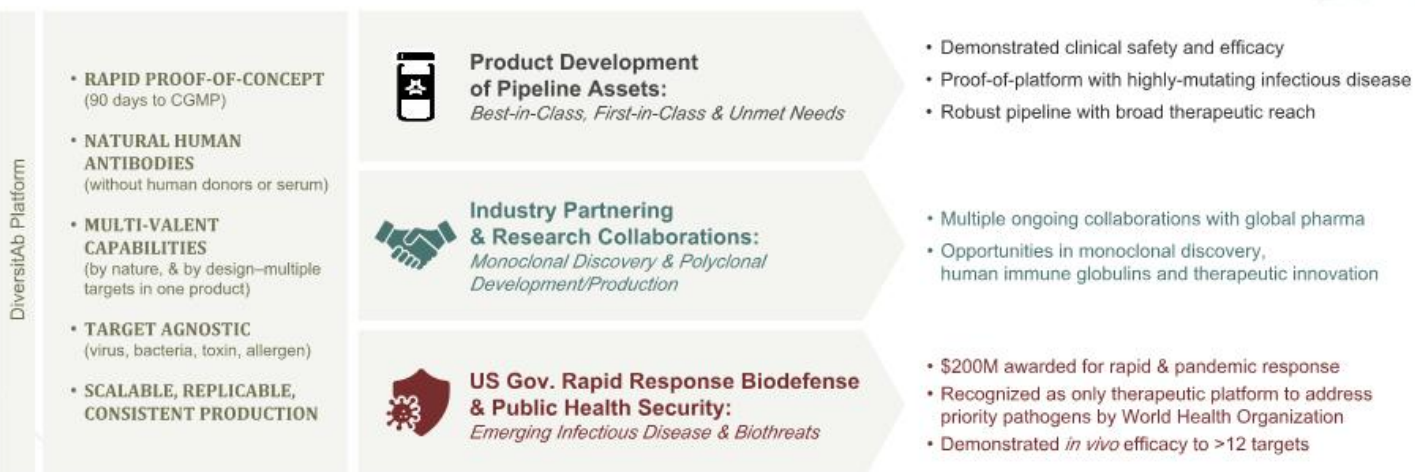 DiversitAb Platform
• RAPID PROOF-OF-CONCEPT
(90 days to CGMP)
• NATURAL HUMAN
ANTIBODIES
(without human donors or serum)
• MULTI-VALENT
CAPABILITIES
(by nature, & by design–multiple
targets in one product)
• TARGET AGNOSTIC
(virus, bacteria, toxin, allergen)
• SCALABLE, REPLICABLE,
CONSISTENT PRODUCTION
Product Development
of Pipeline Assets:
Best-in-Class, First-in-Class & Unmet Needs
• Demonstrated clinical safety and efficacy
• Proof-of-platform with highly-mutating infectious disease
• Robust pipeline with broad therapeutic reach
Industry Partnering
& Research Collaborations:
Monoclonal Discovery & Polyclonal
Development/Production
• Multiple ongoing collaborations with global pharma
• Opportunities in monoclonal discovery,
human immune globulins and therapeutic innovation
US Gov. Rapid Response Biodefense
& Public Health Security:
Emerging Infectious Disease & Biothreats
• $200M awarded for rapid & pandemic response
• Recognized as only therapeutic platform to address
priority pathogens by World Health Organization
• Demonstrated in vivo efficacy to >12 targets